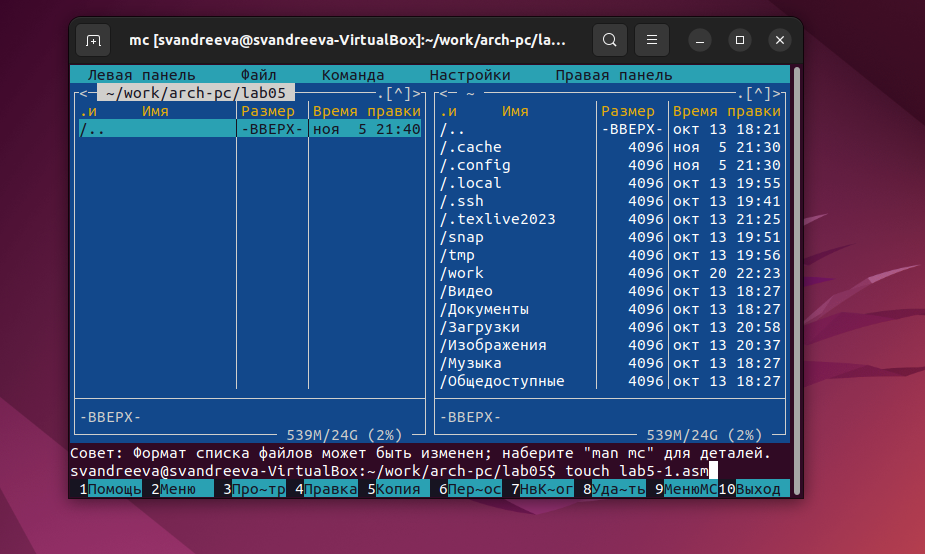 mc [svandreeva@svandreeva-VirtualBox]:~/work/arch-pc/la...
Левая панель Файл Команда Настройки Правая панель
<─ ~/work/arch-pc/lab05 .[^]>
.и Имя Размер Время правки
/.. -ВВЕРХ- ноя 5 21:40
-ВВЕРХ-
539M/24G (2%)
<─ ~ .[^]>
.и Имя Размер Время правки
/.. -ВВЕРХ- окт 13 18:21
/.cache 4096 ноя 5 21:30
/.config 4096 ноя 5 21:30
/.local 4096 окт 13 19:55
/.ssh 4096 окт 13 19:41
/.texlive2023 4096 окт 13 21:25
/snap 4096 окт 13 19:51
/tmp 4096 окт 13 19:56
/work 4096 окт 20 22:23
/Видео 4096 окт 13 18:27
/Документы 4096 окт 13 18:27
/Загрузки 4096 окт 13 20:58
/Изображения 4096 окт 13 20:37
/Музыка 4096 окт 13 18:27
/Общедоступные 4096 окт 13 18:27
-ВВЕРХ-
539M/24G (2%)
Совет: Формат списка файлов может быть изменен; наберите "man mc" для деталей.
svandreeva@svandreeva-VirtualBox:~/work/arch-pc/lab05$ touch lab5-1.asm
1Помощь 2Меню 3Про~тр 4Правка 5Копия 6Пер~ос 7НвК~ог 8Уда~ть 9МенюМС10Выход